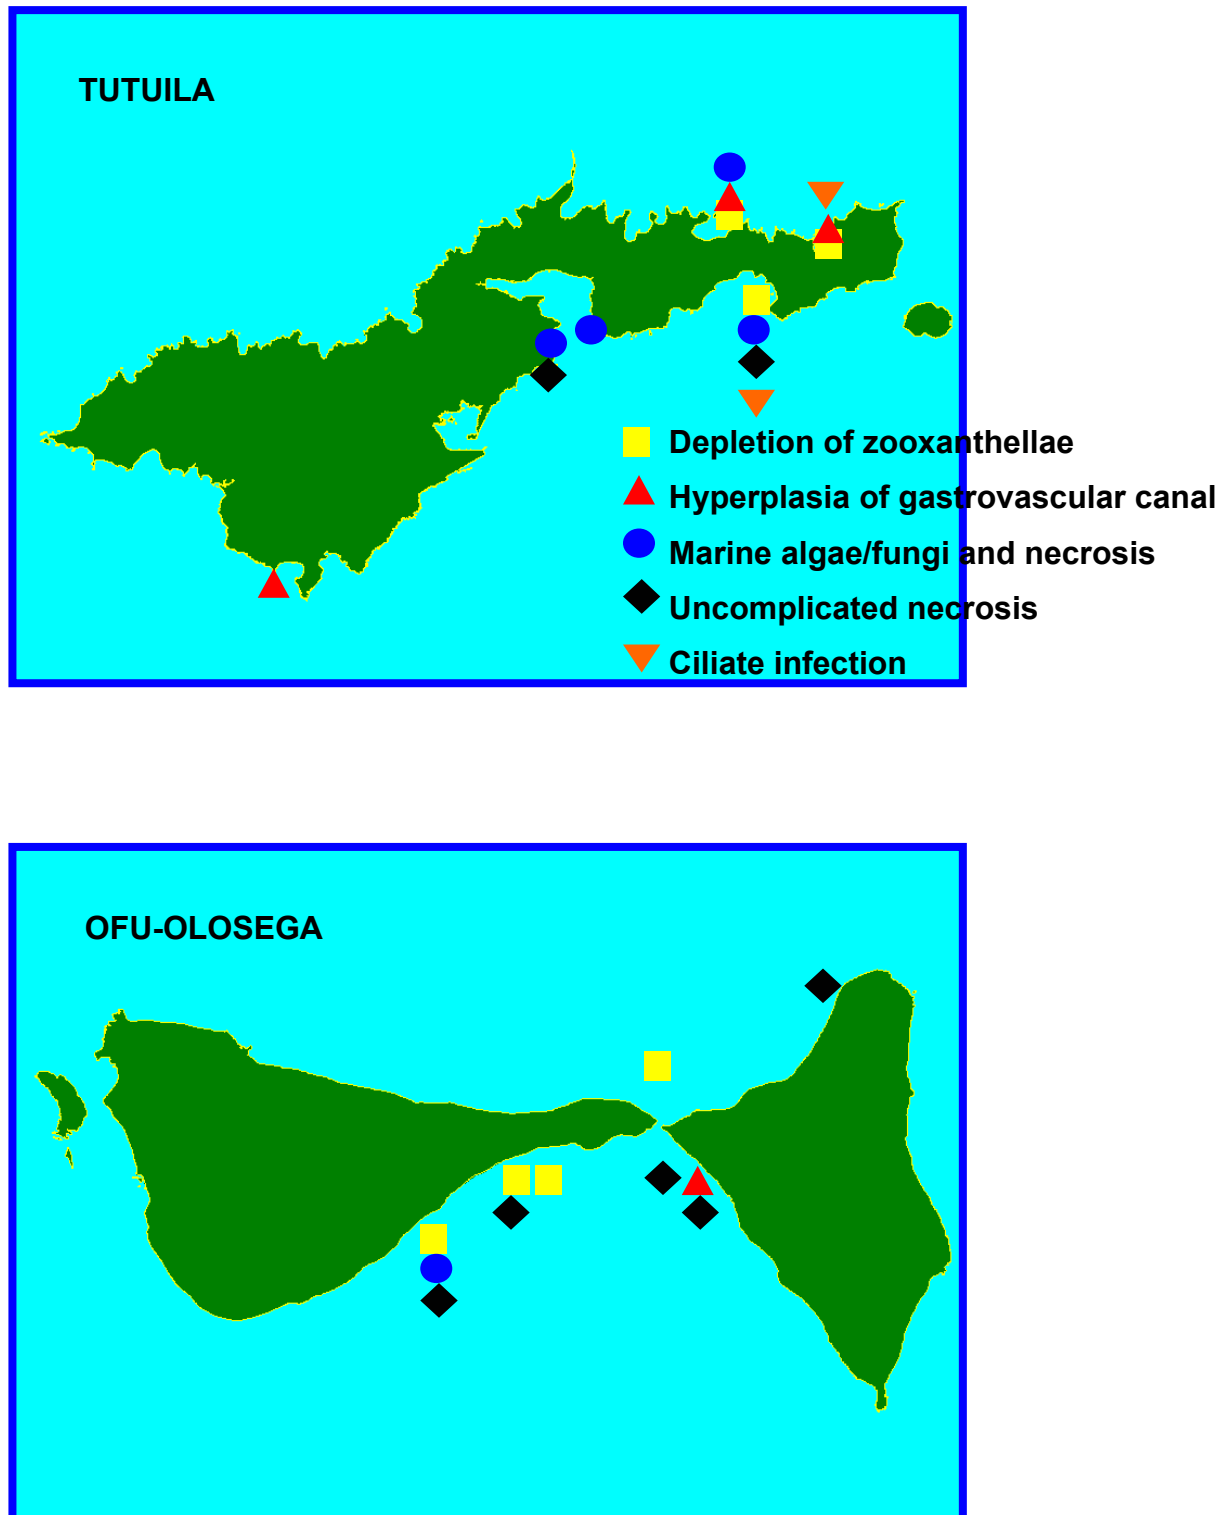 TUTUILA
Depletion of zooxanthellae
Hyperplasia of gastrovascular canal
Marine algae/fungi and necrosis
Uncomplicated necrosis
Ciliate infection
OFU-OLOSEGA